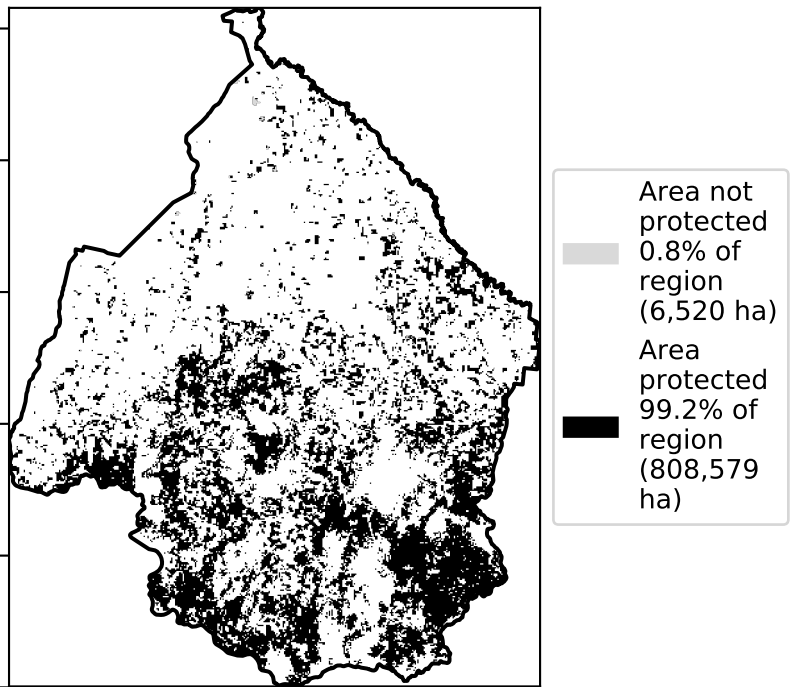 Area not
protected
0.8% of
region
(6,520 ha)
Area
protected
99.2% of
region
(808,579
ha)